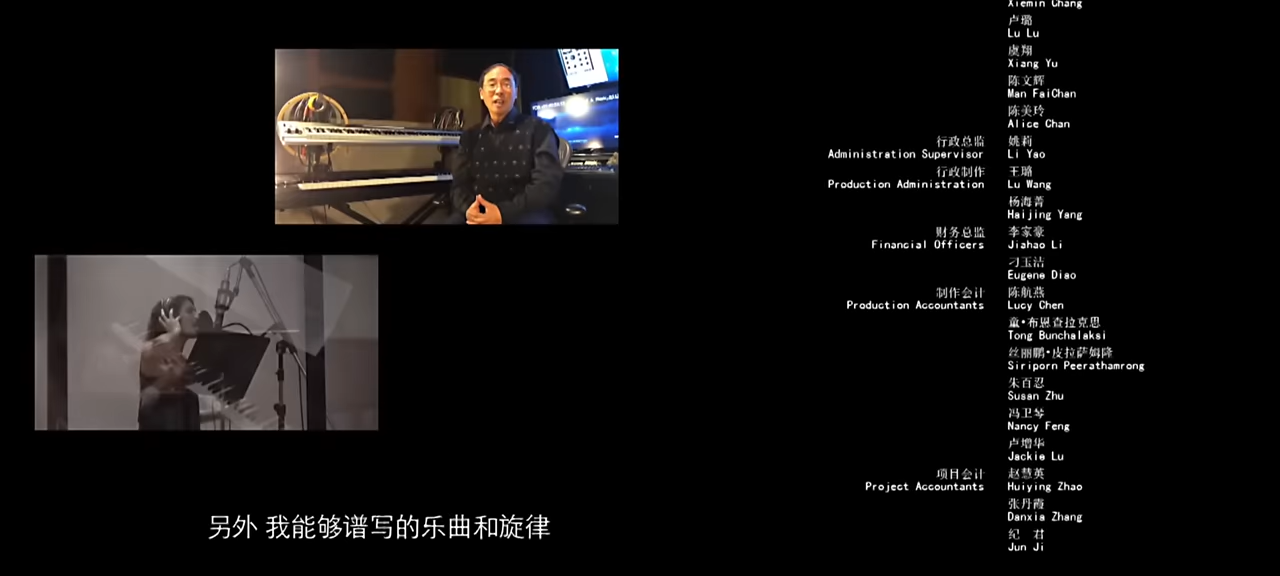 Xiemin Chang
卢璐
Lu Lu
虞翔
Xiang Yu
陈文辉
Man FaiChan
陈美玲
Alice Chan
行政总监 姚莉
Administration Supervisor Li Yao
行政制作 王璐
Production Administration Lu Wang
杨海菁
Haijing Yang
财务总监 李家豪
Financial Officers Jiahao Li
刁玉洁
Eugene Diao
制作会计 陈航燕
Production Accountants Lucy Chen
童·布恩查拉克思
Tong Bunchalaksi
丝丽鹏·皮拉萨姆隆
Siriporn Peerathamrong
朱百忍
Susan Zhu
冯卫琴
Nancy Feng
卢增华
Jackie Lu
项目会计 赵慧英
Project Accountants Huiying Zhao
张丹霞
Danxia Zhang
纪 君
Jun Ji
另外 我能够谱写的乐曲和旋律